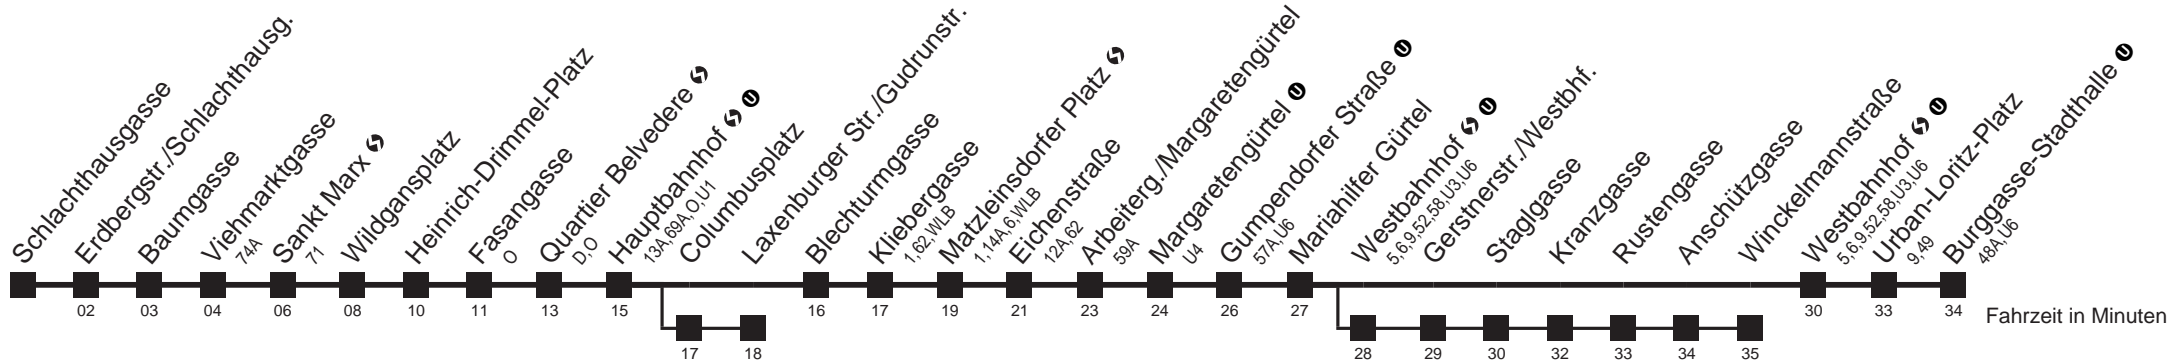 Schlachthausgasse
Erdbergstr./Schlachthausg.
Baumgasse
Viehmarktgasse
74A
Sankt Marx
71
Wildgansplatz
Heinrich-Drimmel-Platz
Fasangasse
O
Quartier Belvedere
D,O
Hauptbahnhof U
13A,69A,O,U1
Columbusplatz
Laxenburger Str./Gudrunstr.
Blechturmgasse
Kliebergasse
1,62,WLB
Matzleinsdorfer Platz
1,14A,6,WLB
Eichenstraße
12A,62
Arbeiterg./Margaretengürtel
59A
Margaretengürtel U
U4
Gumpendorfer Straße U
57A,U6
Mariahilfer Gürtel
Westbahnhof U
5,6,9,52,58,U3,U6
Gerstnerstr./Westbhf.
Staglgasse
Kranzgasse
Rustengasse
Anschützgasse
Winckelmannstraße
Westbahnhof U
5,6,9,52,58,U3,U6
Urban-Loritz-Platz
9,49
Burggasse-Stadthalle U
48A,U6
02 03 04 06 08 10 11 13 15 16 17 19 21 23 24 26 27 30 33 34
Fahrzeit in Minuten
17 18 28 29 30 32 33 34 35